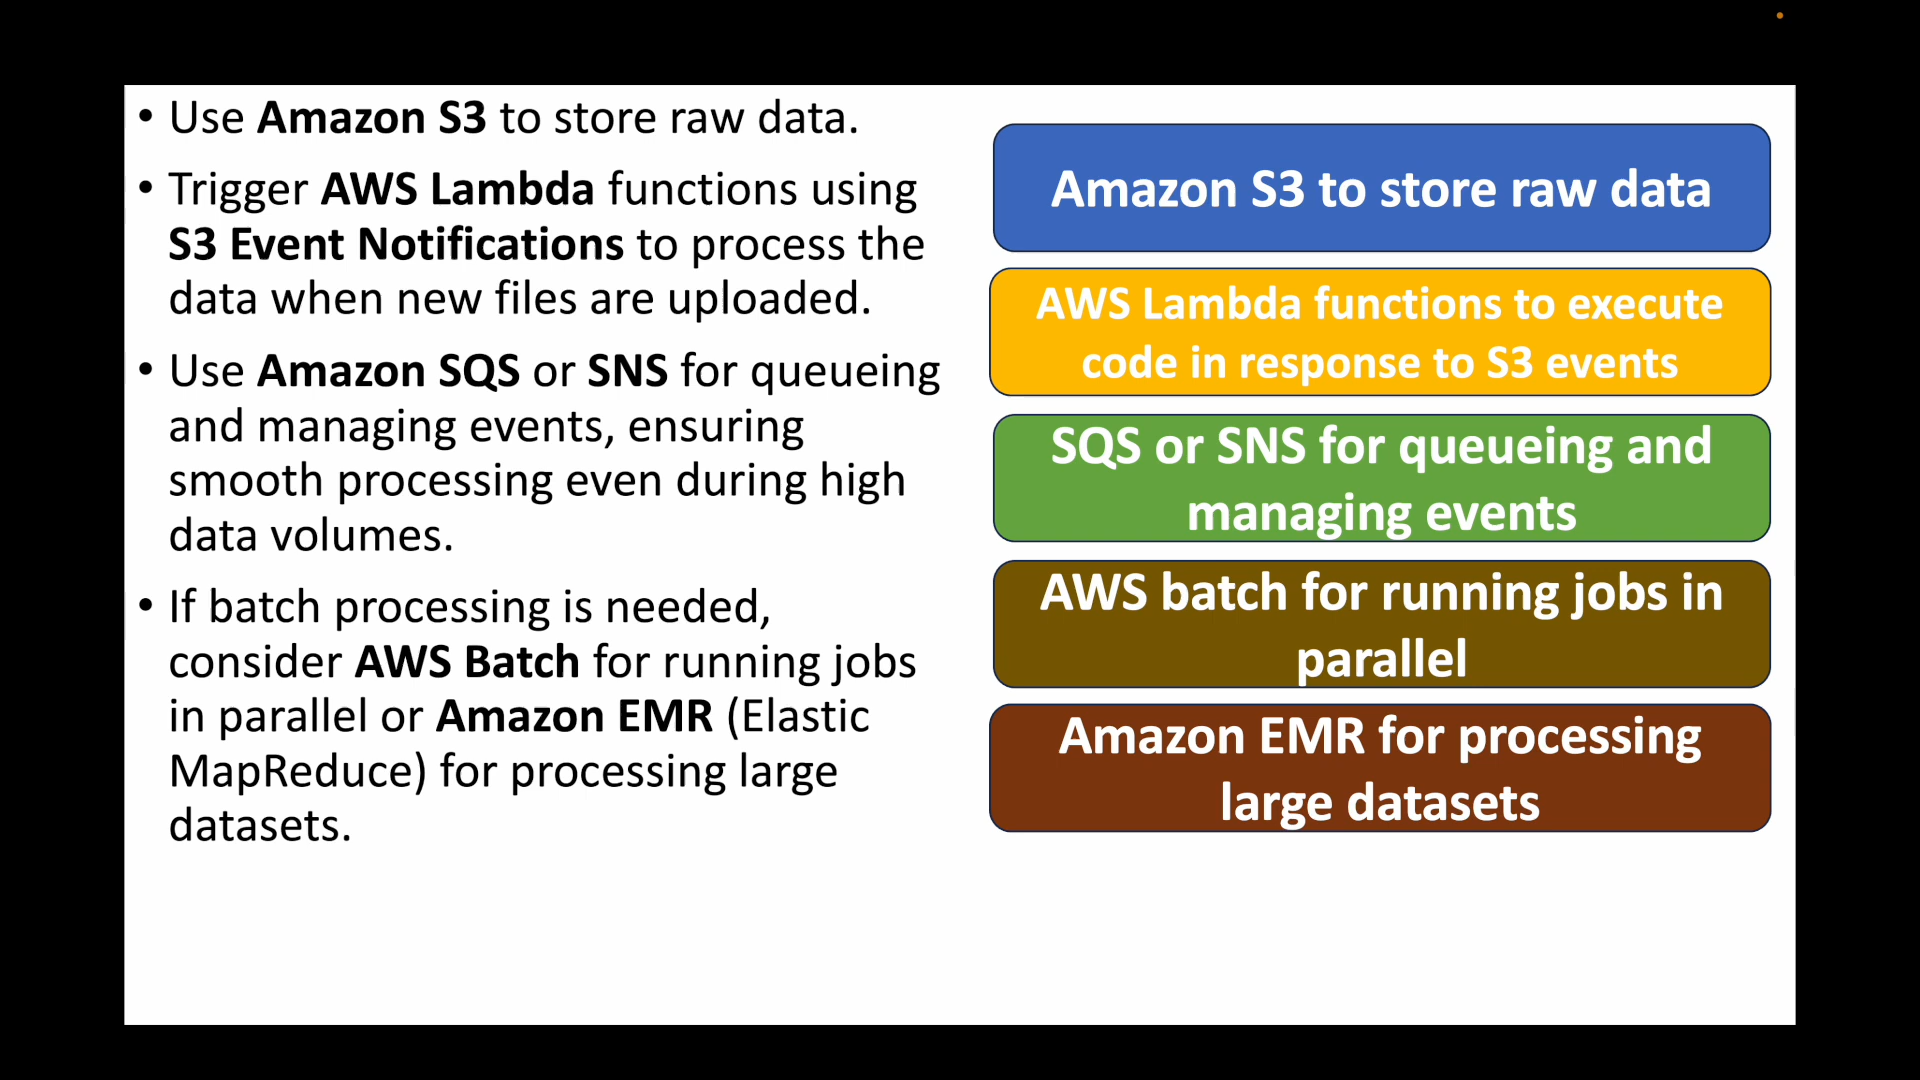 • Use Amazon S3 to store raw data.
• Trigger AWS Lambda functions using
S3 Event Notifications to process the
data when new files are uploaded.
• Use Amazon SQS or SNS for queueing
and managing events, ensuring
smooth processing even during high
data volumes.
• If batch processing is needed,
consider AWS Batch for running jobs
in parallel or Amazon EMR (Elastic
MapReduce) for processing large
datasets.
Amazon S3 to store raw data
AWS Lambda functions to execute
code in response to S3 events
SQS or SNS for queueing and
managing events
AWS batch for running jobs in
parallel
Amazon EMR for processing
large datasets